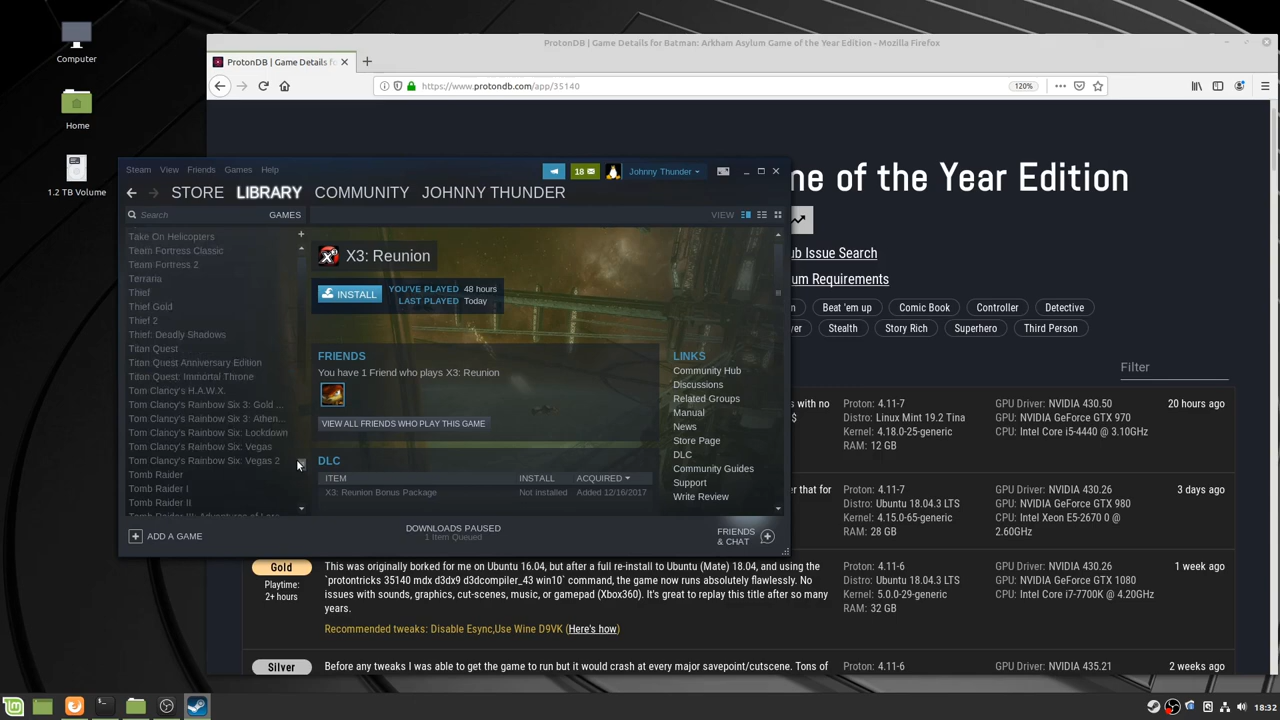 Computer
Home
1.2 TB Volume
ProtonDB | Game Details for Batman: Arkham Asylum Game of the Year Edition - Mozilla Firefox
ProtonDB | Game Details fo
https://www.protondb.com/app/35140
120%
me of the Year Edition
ub Issue Search
um Requirements
Beat 'em up
Comic Book
Controller
Detective
Stealth
Story Rich
Superhero
Third Person
Filter
Steam View Friends Games Help
18
Johnny Thunder
STORE LIBRARY COMMUNITY JOHNNY THUNDER
Search
GAMES
VIEW
Take On Helicopters
Team Fortress Classic
Team Fortress 2
Terraria
Thief
Thief Gold
Thief 2
Thief: Deadly Shadows
Titan Quest
Titan Quest Anniversary Edition
Titan Quest: Immortal Throne
Tom Clancy's H.A.W.X.
Tom Clancy's Rainbow Six 3: Gold ...
Tom Clancy's Rainbow Six 3: Athen...
Tom Clancy's Rainbow Six: Lockdown
Tom Clancy's Rainbow Six: Vegas
Tom Clancy's Rainbow Six: Vegas 2
Tomb Raider
Tomb Raider I
Tomb Raider II
Tomb Raider III: Adventures of Lara
X3: Reunion
INSTALL
YOU'VE PLAYED 48 hours
LAST PLAYED Today
FRIENDS
You have 1 Friend who plays X3: Reunion
VIEW ALL FRIENDS WHO PLAY THIS GAME
DLC
ITEM INSTALL ACQUIRED
X3: Reunion Bonus Package Not installed Added 12/16/2017
LINKS
Community Hub
Discussions
Related Groups
Manual
News
Store Page
DLC
Community Guides
Support
Write Review
ADD A GAME
DOWNLOADS PAUSED
1 Item Queued
FRIENDS
& CHAT
s with no
$
Proton: 4.11-7
Distro: Linux Mint 19.2 Tina
Kernel: 4.18.0-25-generic
RAM: 12 GB
GPU Driver: NVIDIA 430.50
GPU: NVIDIA GeForce GTX 970
CPU: Intel Core i5-4440 @ 3.10GHz
20 hours ago
er that for
Proton: 4.11-7
Distro: Ubuntu 18.04.3 LTS
Kernel: 4.15.0-65-generic
RAM: 28 GB
GPU Driver: NVIDIA 430.26
GPU: NVIDIA GeForce GTX 980
CPU: Intel Xeon E5-2670 0 @
2.60GHz
3 days ago
Gold
Playtime:
2+ hours
This was originally borked for me on Ubuntu 16.04, but after a full re-install to Ubuntu (Mate) 18.04, and using the
`protontricks 35140 mdx d3dx9 d3dcompiler_43 win10` command, the game now runs absolutely flawlessly. No
issues with sounds, graphics, cut-scenes, music, or gamepad (Xbox360). It's great to replay this title after so many
years.
Recommended tweaks: Disable Esync,Use Wine D9VK (Here's how)
Proton: 4.11-6
Distro: Ubuntu 18.04.3 LTS
Kernel: 5.0.0-29-generic
RAM: 32 GB
GPU Driver: NVIDIA 430.26
GPU: NVIDIA GeForce GTX 1080
CPU: Intel Core i7-7700K @ 4.20GHz
1 week ago
Silver
Before any tweaks I was able to get the game to run but it would crash at every major savepoint/cutscene. Tons of
Proton: 4.11-6
GPU Driver: NVIDIA 435.21
2 weeks ago
18:32